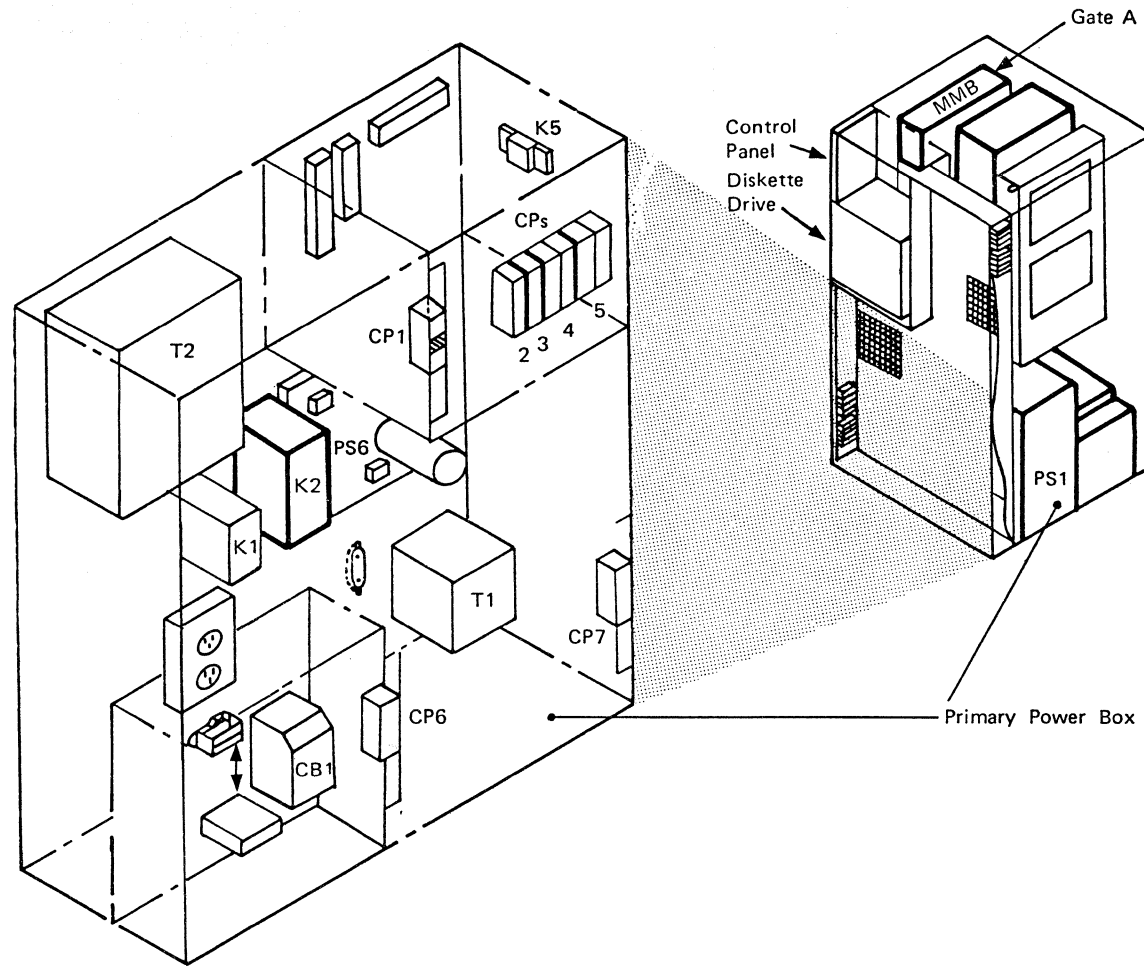 Gate A
MMB
Control
Panel
Diskette
Drive
K5
CPs
CP1
2
3
4
5
T2
PS6
K2
K1
T1
PS1
CP7
CP6
Primary Power Box
CB1